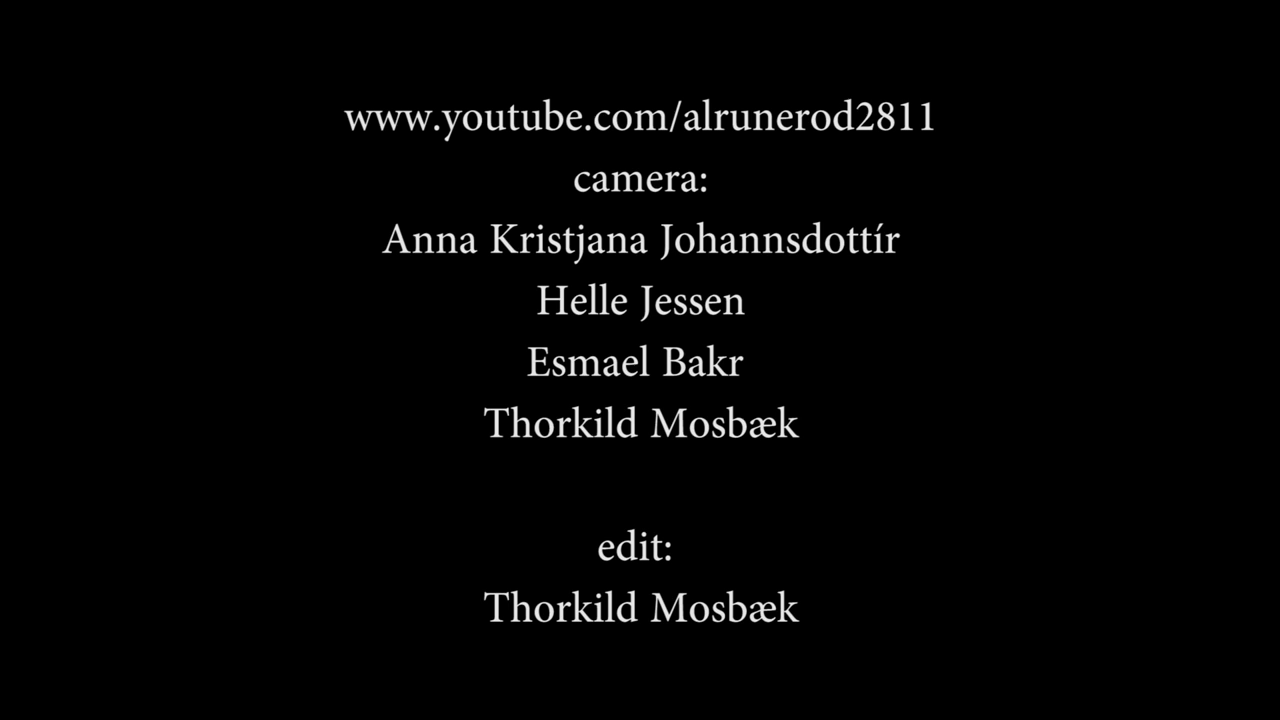 www.youtube.com/alrunerod2811
camera:
Anna Kristjana Johannsdottír
Helle Jessen
Esmael Bakr
Thorkild Mosbæk
edit:
Thorkild Mosbæk